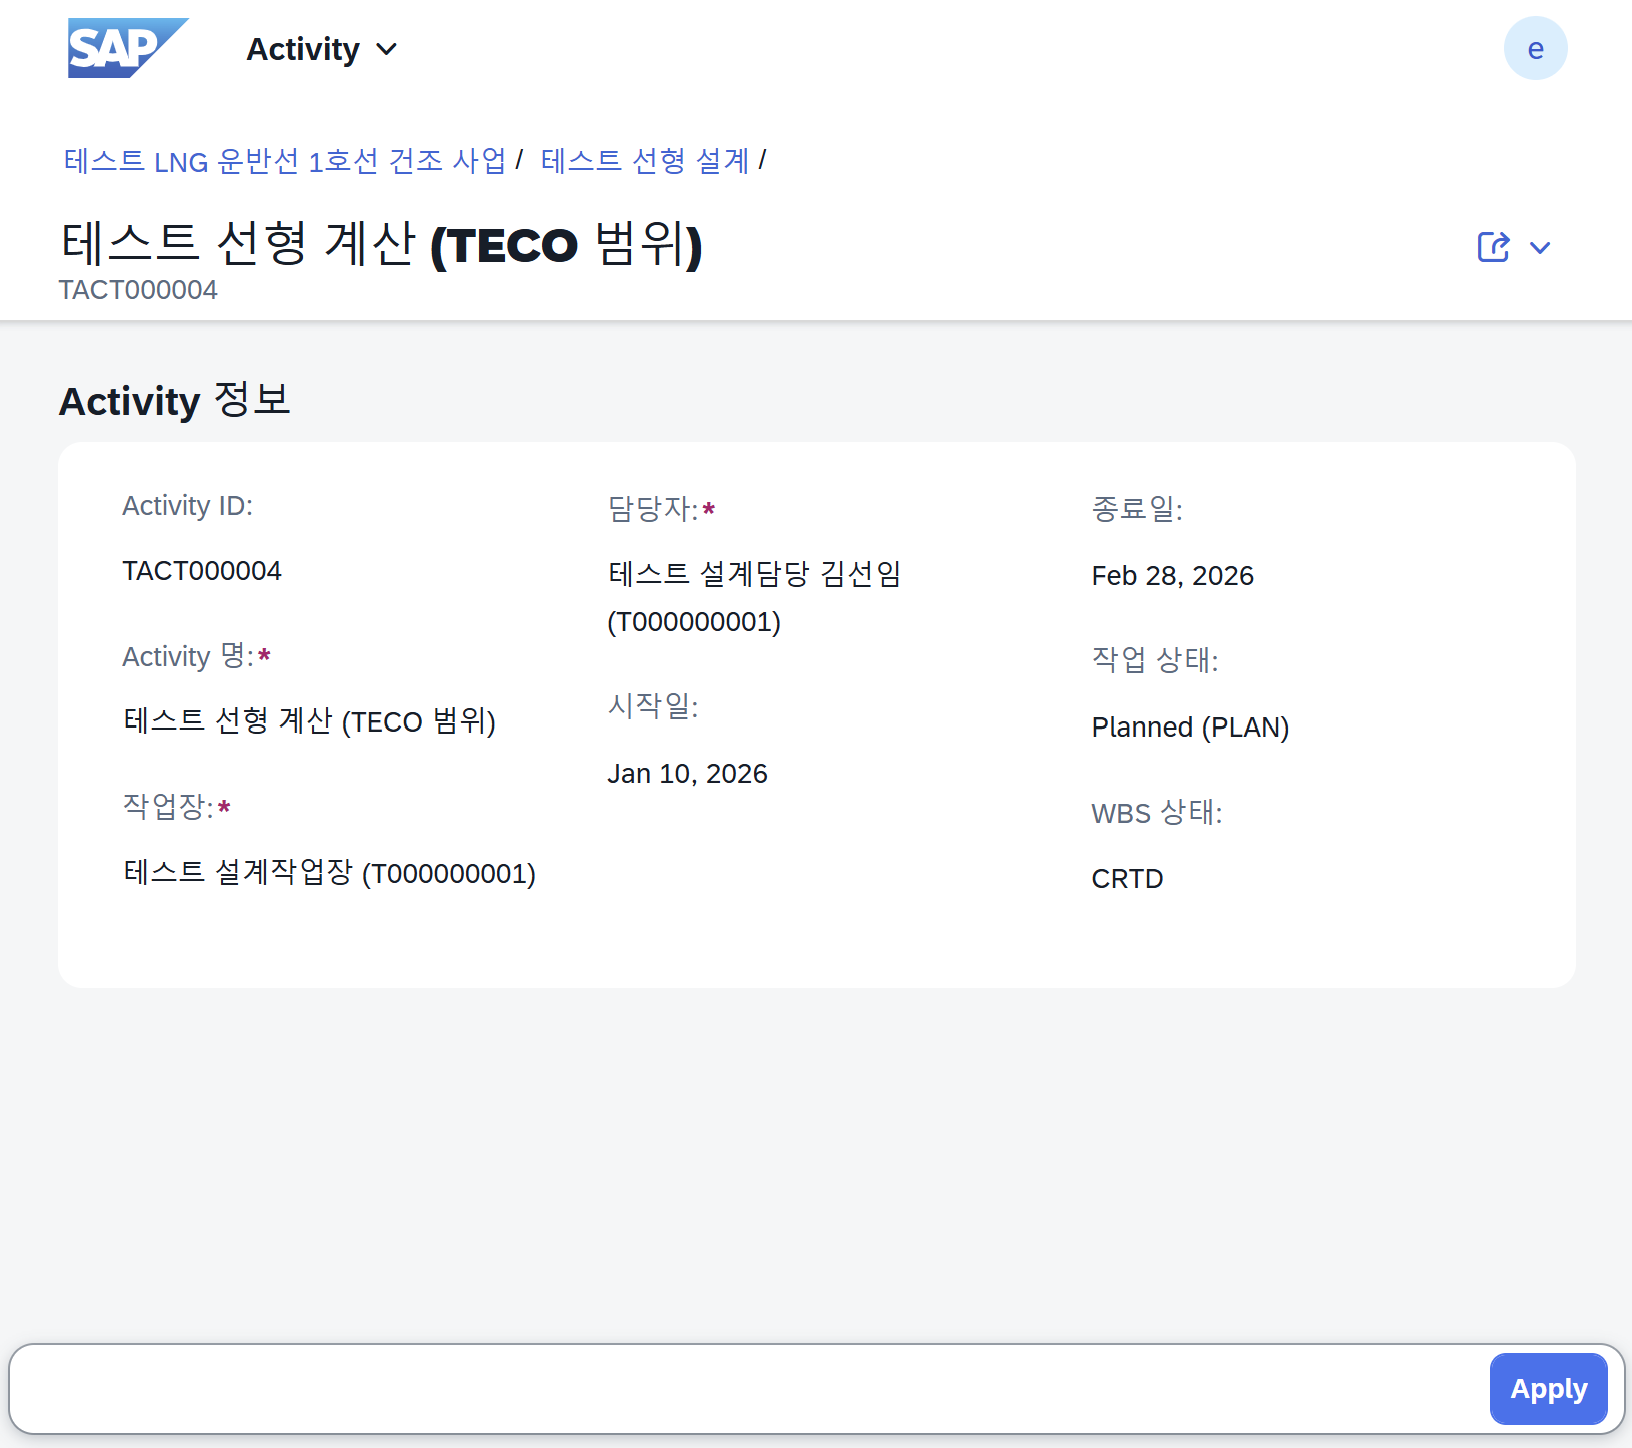 SAP
Activity
e
테스트 LNG 운반선 1호선 건조 사업 / 테스트 선형 설계 /
테스트 선형 계산 (TECO 범위)
TACT000004
Activity 정보
Activity ID:
TACT000004
Activity 명:*
테스트 선형 계산 (TECO 범위)
작업장:*
테스트 설계작업장 (T000000001)
담당자:*
테스트 설계담당 김선임
(T000000001)
시작일:
Jan 10, 2026
종료일:
Feb 28, 2026
작업 상태:
Planned (PLAN)
WBS 상태:
CRTD
Apply